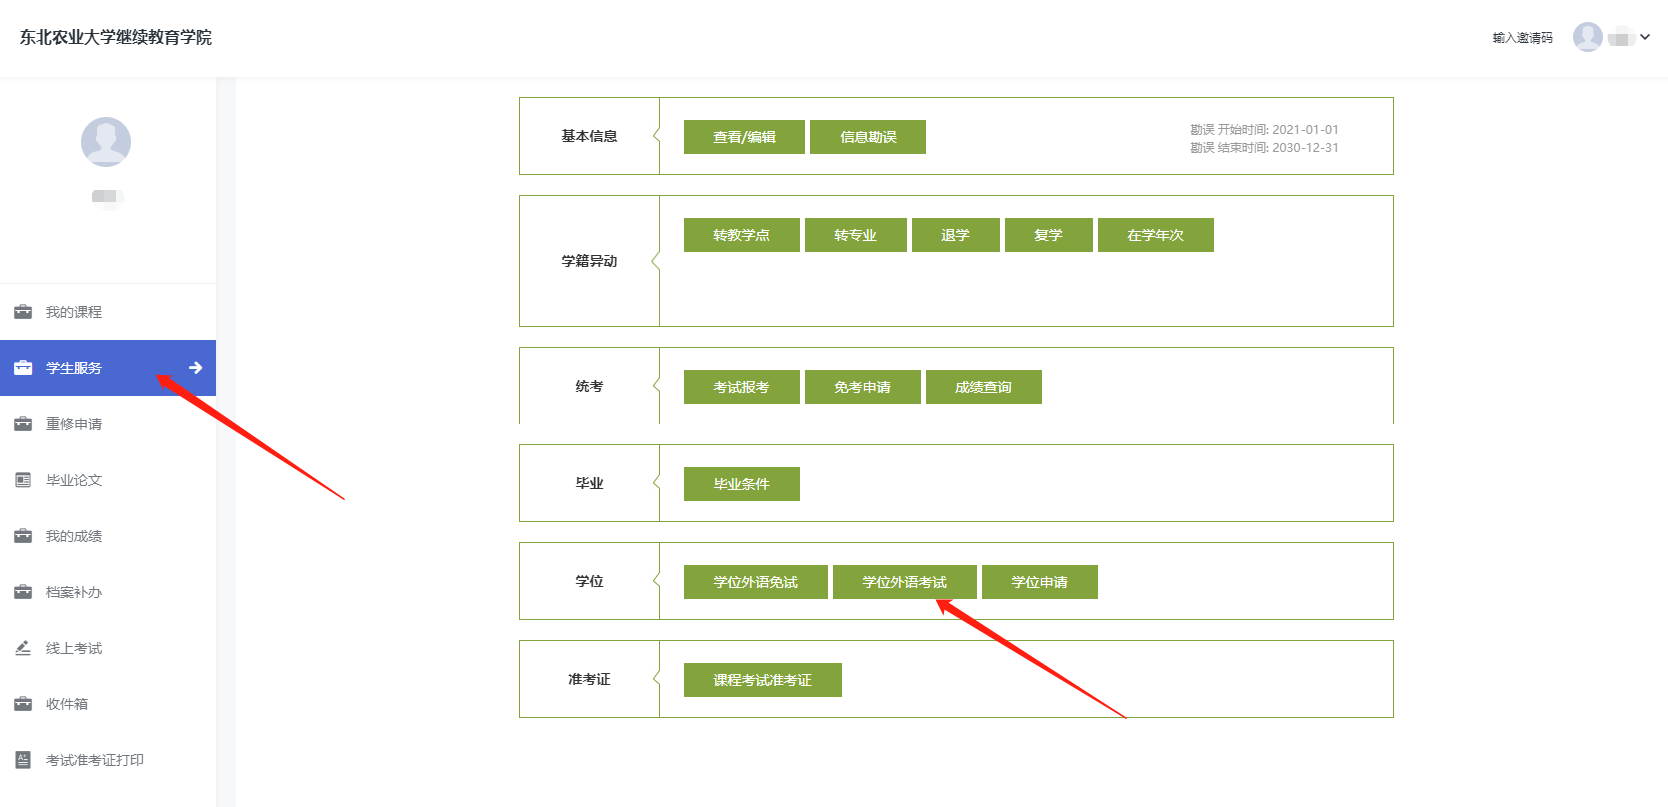 东北农业大学继续教育学院
输入邀请码
我的课程
学生服务
重修申请
毕业论文
我的成绩
档案补办
线上考试
收件箱
考试准考证打印
基本信息
查看/编辑 信息勘误
勘误 开始时间: 2021-01-01
勘误 结束时间: 2030-12-31
学籍异动
转教学点 转专业 退学 复学 在学年次
统考
考试报考 免考申请 成绩查询
毕业
毕业条件
学位
学位外语免试 学位外语考试 学位申请
准考证
课程考试准考证